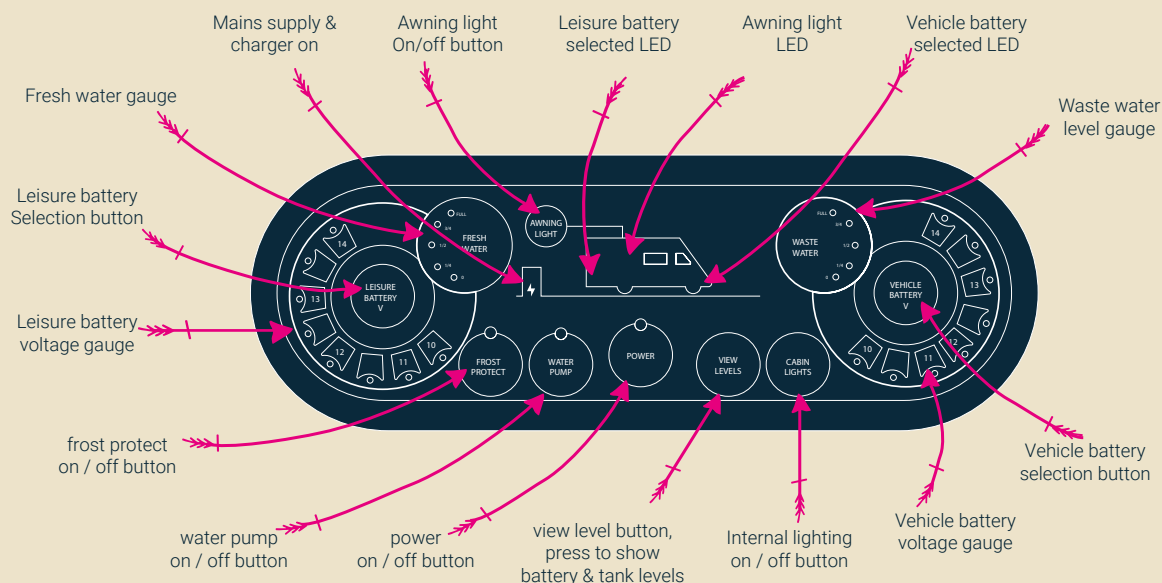 Mains supply &
charger on
Awning light
On/off button
Leisure battery
selected LED
Awning light
LED
Vehicle battery
selected LED
Fresh water gauge
Waste water
level gauge
Leisure battery
Selection button
Leisure battery
voltage gauge
14
13
12
11
10
LEISURE
BATTERY
V
FULL
3/4
1/2
1/4
0
FRESH
WATER
AWNING
LIGHT
WASTE
WATER
FULL
3/4
1/2
1/4
0
VEHICLE
BATTERY
V
14
13
12
11
10
FROST
PROTECT
WATER
PUMP
POWER
VIEW
LEVELS
CABIN
LIGHTS
frost protect
on / off button
water pump
on / off button
power
on / off button
view level button,
press to show
battery & tank levels
Internal lighting
on / off button
Vehicle battery
voltage gauge
Vehicle battery
selection button